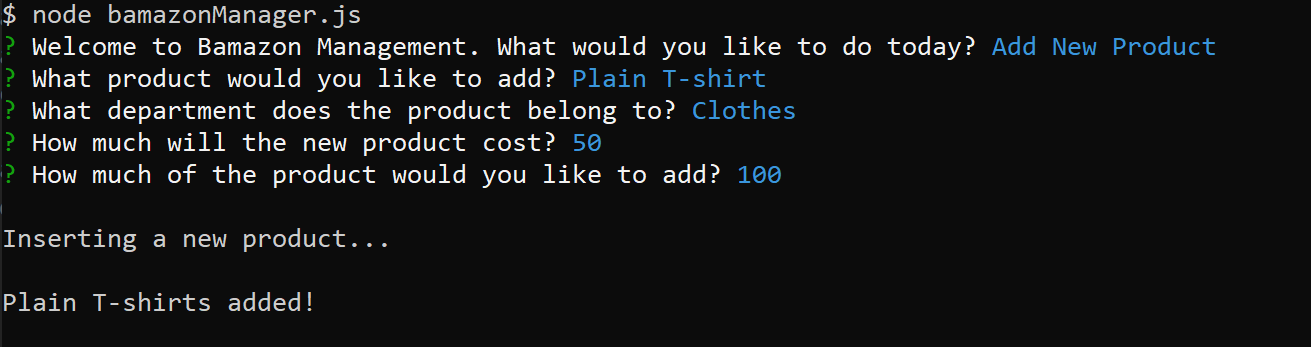 $ node bamazonManager.js
? Welcome to Bamazon Management. What would you like to do today? Add New Product
? What product would you like to add? Plain T-shirt
? What department does the product belong to? Clothes
? How much will the new product cost? 50
? How much of the product would you like to add? 100
Inserting a new product...
Plain T-shirts added!